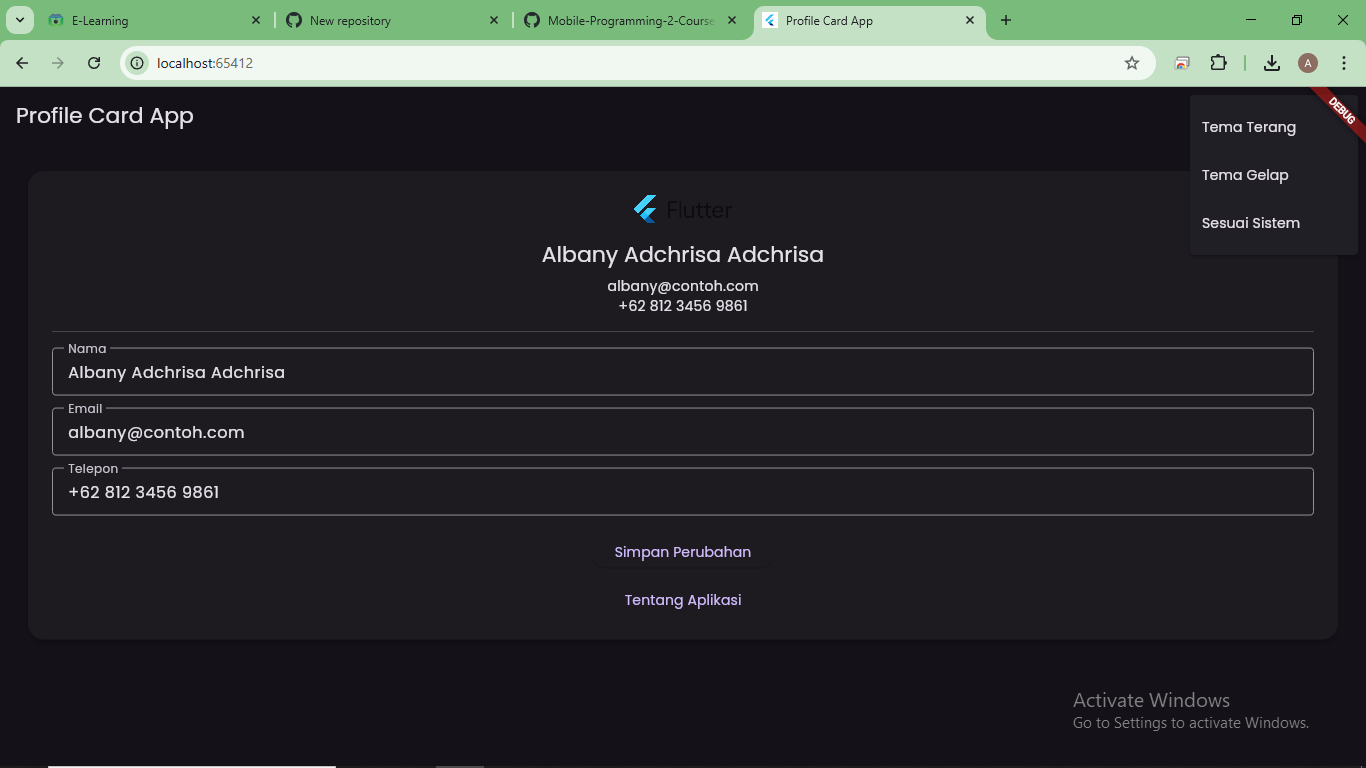 E-Learning
New repository
Mobile-Programming-2-Course
Profile Card App
localhost:65412
A
Profile Card App
DEBUG
Tema Terang
Tema Gelap
Sesuai Sistem
Flutter
Albany Adchrisa Adchrisa
albany@contoh.com
+62 812 3456 9861
Nama
Albany Adchrisa Adchrisa
Email
albany@contoh.com
Telepon
+62 812 3456 9861
Simpan Perubahan
Tentang Aplikasi
Activate Windows
Go to Settings to activate Windows.